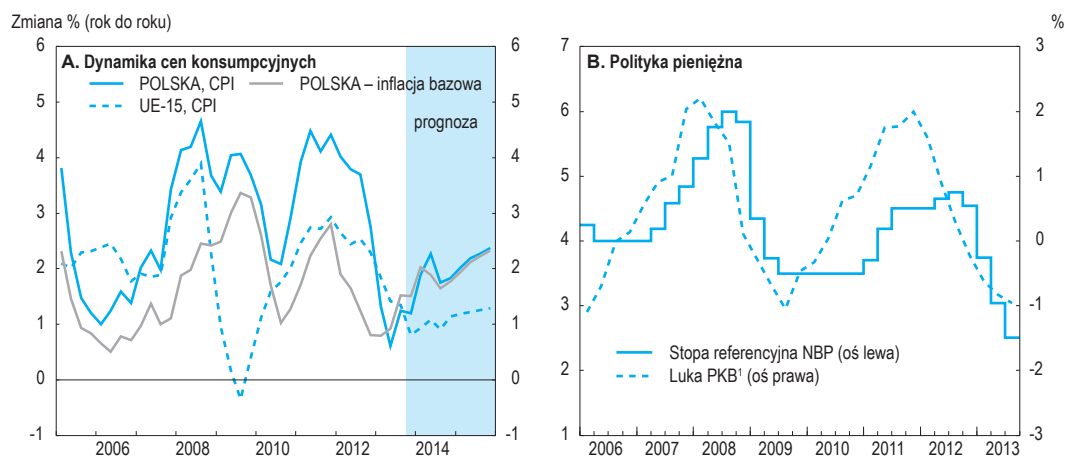 Zmiana % (rok do roku)
%
6
5
4
3
2
1
0
-1
A. Dynamika cen konsumpcyjnych
POLSKA, CPI
POLSKA – inflacja bazowa
UE-15, CPI
prognoza
6
5
4
3
2
1
0
-1
2006 2008 2010 2012 2014
7
6
5
4
3
2
1
B. Polityka pieniężna
Stopa referencyjna NBP (oś lewa)
Luka PKB¹ (oś prawa)
3
2
1
0
-1
-2
-3
2006 2007 2008 2009 2010 2011 2012 2013